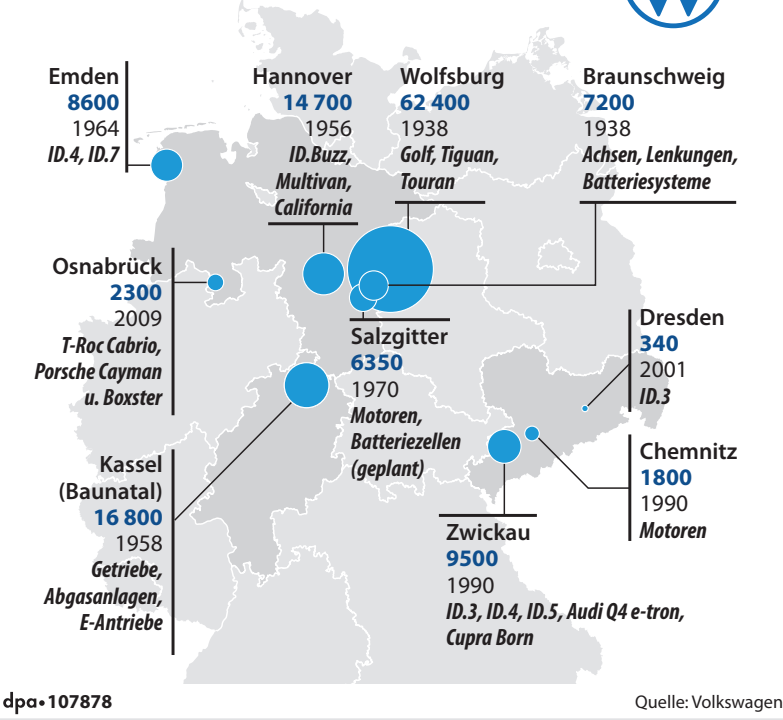 Emden
8600
1964
ID.4, ID.7
Hannover
14 700
1956
ID.Buzz,
Multivan,
California
Wolfsburg
62 400
1938
Golf, Tiguan,
Touran
Braunschweig
7200
1938
Achsen, Lenkungen,
Batteriesysteme
Osnabrück
2300
2009
T-Roc Cabrio,
Porsche Cayman
u. Boxster
Salzgitter
6350
1970
Motoren,
Batteriezellen
(geplant)
Dresden
340
2001
ID.3
Kassel
(Baunatal)
16 800
1958
Getriebe,
Abgasanlagen,
E-Antriebe
Chemnitz
1800
1990
Motoren
Zwickau
9500
1990
ID.3, ID.4, ID.5, Audi Q4 e-tron,
Cupra Born
dpa•107878
Quelle: Volkswagen